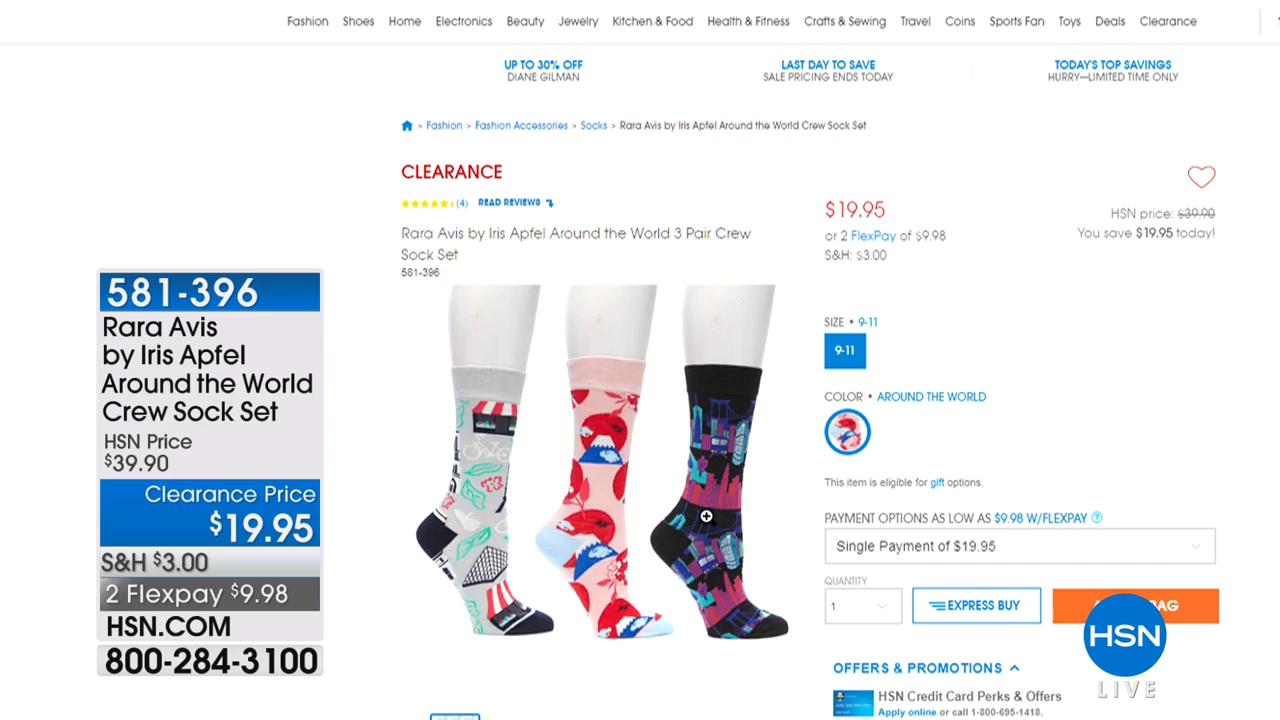 Fashion Shoes Home Electronics Beauty Jewelry Kitchen & Food Health & Fitness Crafts & Sewing Travel Coins Sports Fan Toys Deals Clearance
UP TO 30% OFF
DIANE GILMAN
LAST DAY TO SAVE
SALE PRICING ENDS TODAY
TODAY'S TOP SAVINGS
HURRY—LIMITED TIME ONLY
> Fashion > Fashion Accessories > Socks > Rara Avis by Iris Apfel Around the World Crew Sock Set
CLEARANCE
(4) READ REVIEWS
Rara Avis by Iris Apfel Around the World 3 Pair Crew
Sock Set
581-396
$19.95
or 2 FlexPay of $9.98
S&H: $3.00
HSN price: $39.90
You save $19.95 today!
SIZE • 9-11
9-11
COLOR • AROUND THE WORLD
This item is eligible for gift options.
PAYMENT OPTIONS AS LOW AS $9.98 W/FLEXPAY ?
Single Payment of $19.95
QUANTITY
1
EXPRESS BUY
BAG
OFFERS & PROMOTIONS
HSN Credit Card Perks & Offers
Apply online or call 1-800-695-1418.
581-396
Rara Avis
by Iris Apfel
Around the World
Crew Sock Set
HSN Price
$39.90
Clearance Price
$19.95
S&H $3.00
2 Flexpay $9.98
HSN.COM
800-284-3100
HSN
LIVE